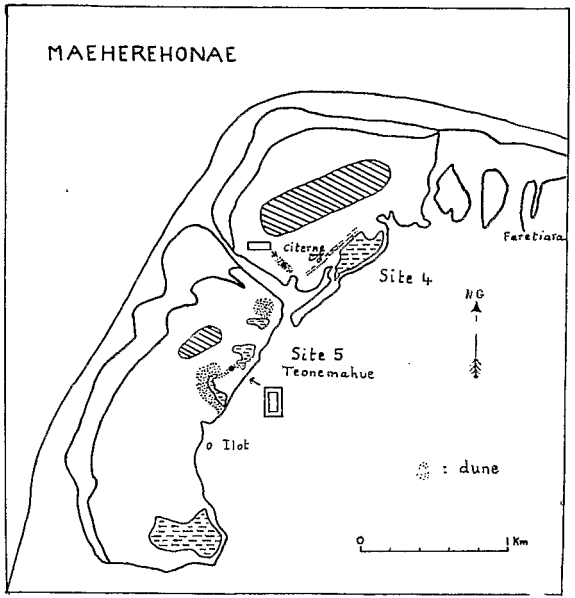 MAEHEREHONAE
Faretiara
citerne
Site 4
NG
Site 5
Teonemahue
o Ilot
: dune
0
1 Km